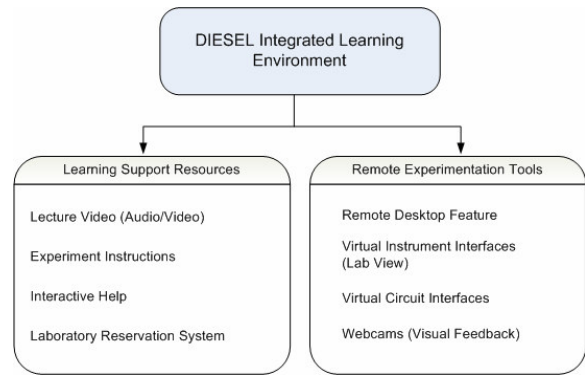 DIESEL Integrated Learning
Environment
Learning Support Resources
Lecture Video (Audio/Video)
Experiment Instructions
Interactive Help
Laboratory Reservation System
Remote Experimentation Tools
Remote Desktop Feature
Virtual Instrument Interfaces
(Lab View)
Virtual Circuit Interfaces
Webcams (Visual Feedback)